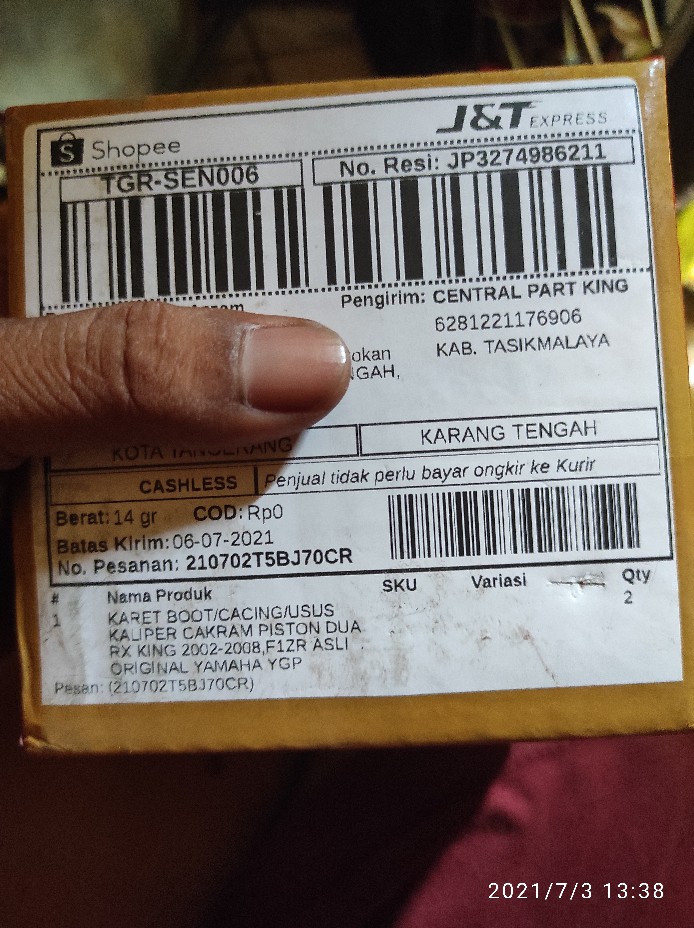 Shopee
J&T EXPRESS
TGR-SEN006
No. Resi: JP3274986211
Pengirim: CENTRAL PART KING
6281221176906
KAB. TASIKMALAYA
KOTA TANGERANG
KARANG TENGAH
CASHLESS
Penjual tidak perlu bayar ongkir ke Kurir
Berat: 14 gr COD: Rp0
Batas Kirim: 06-07-2021
No. Pesanan: 210702T5BJ70CR
# Nama Produk SKU Variasi Qty
1 KARET BOOT/CACING/USUS 2
KALIPER CAKRAM PISTON DUA
RX KING 2002-2008,F1ZR ASLI
ORIGINAL YAMAHA YGP
Pesan: (210702T5BJ70CR)
2021/7/3 13:38